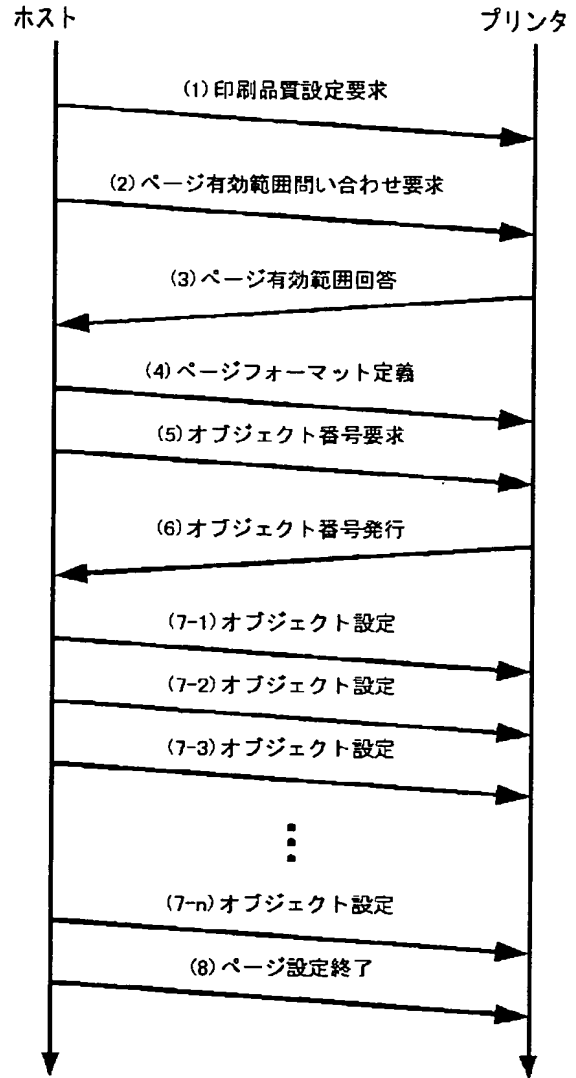 ホスト
プリンタ
(1)印刷品質設定要求
(2)ページ有効範囲問い合わせ要求
(3)ページ有効範囲回答
(4)ページフォーマット定義
(5)オブジェクト番号要求
(6)オブジェクト番号発行
(7-1)オブジェクト設定
(7-2)オブジェクト設定
(7-3)オブジェクト設定
(7-n)オブジェクト設定
(8)ページ設定終了